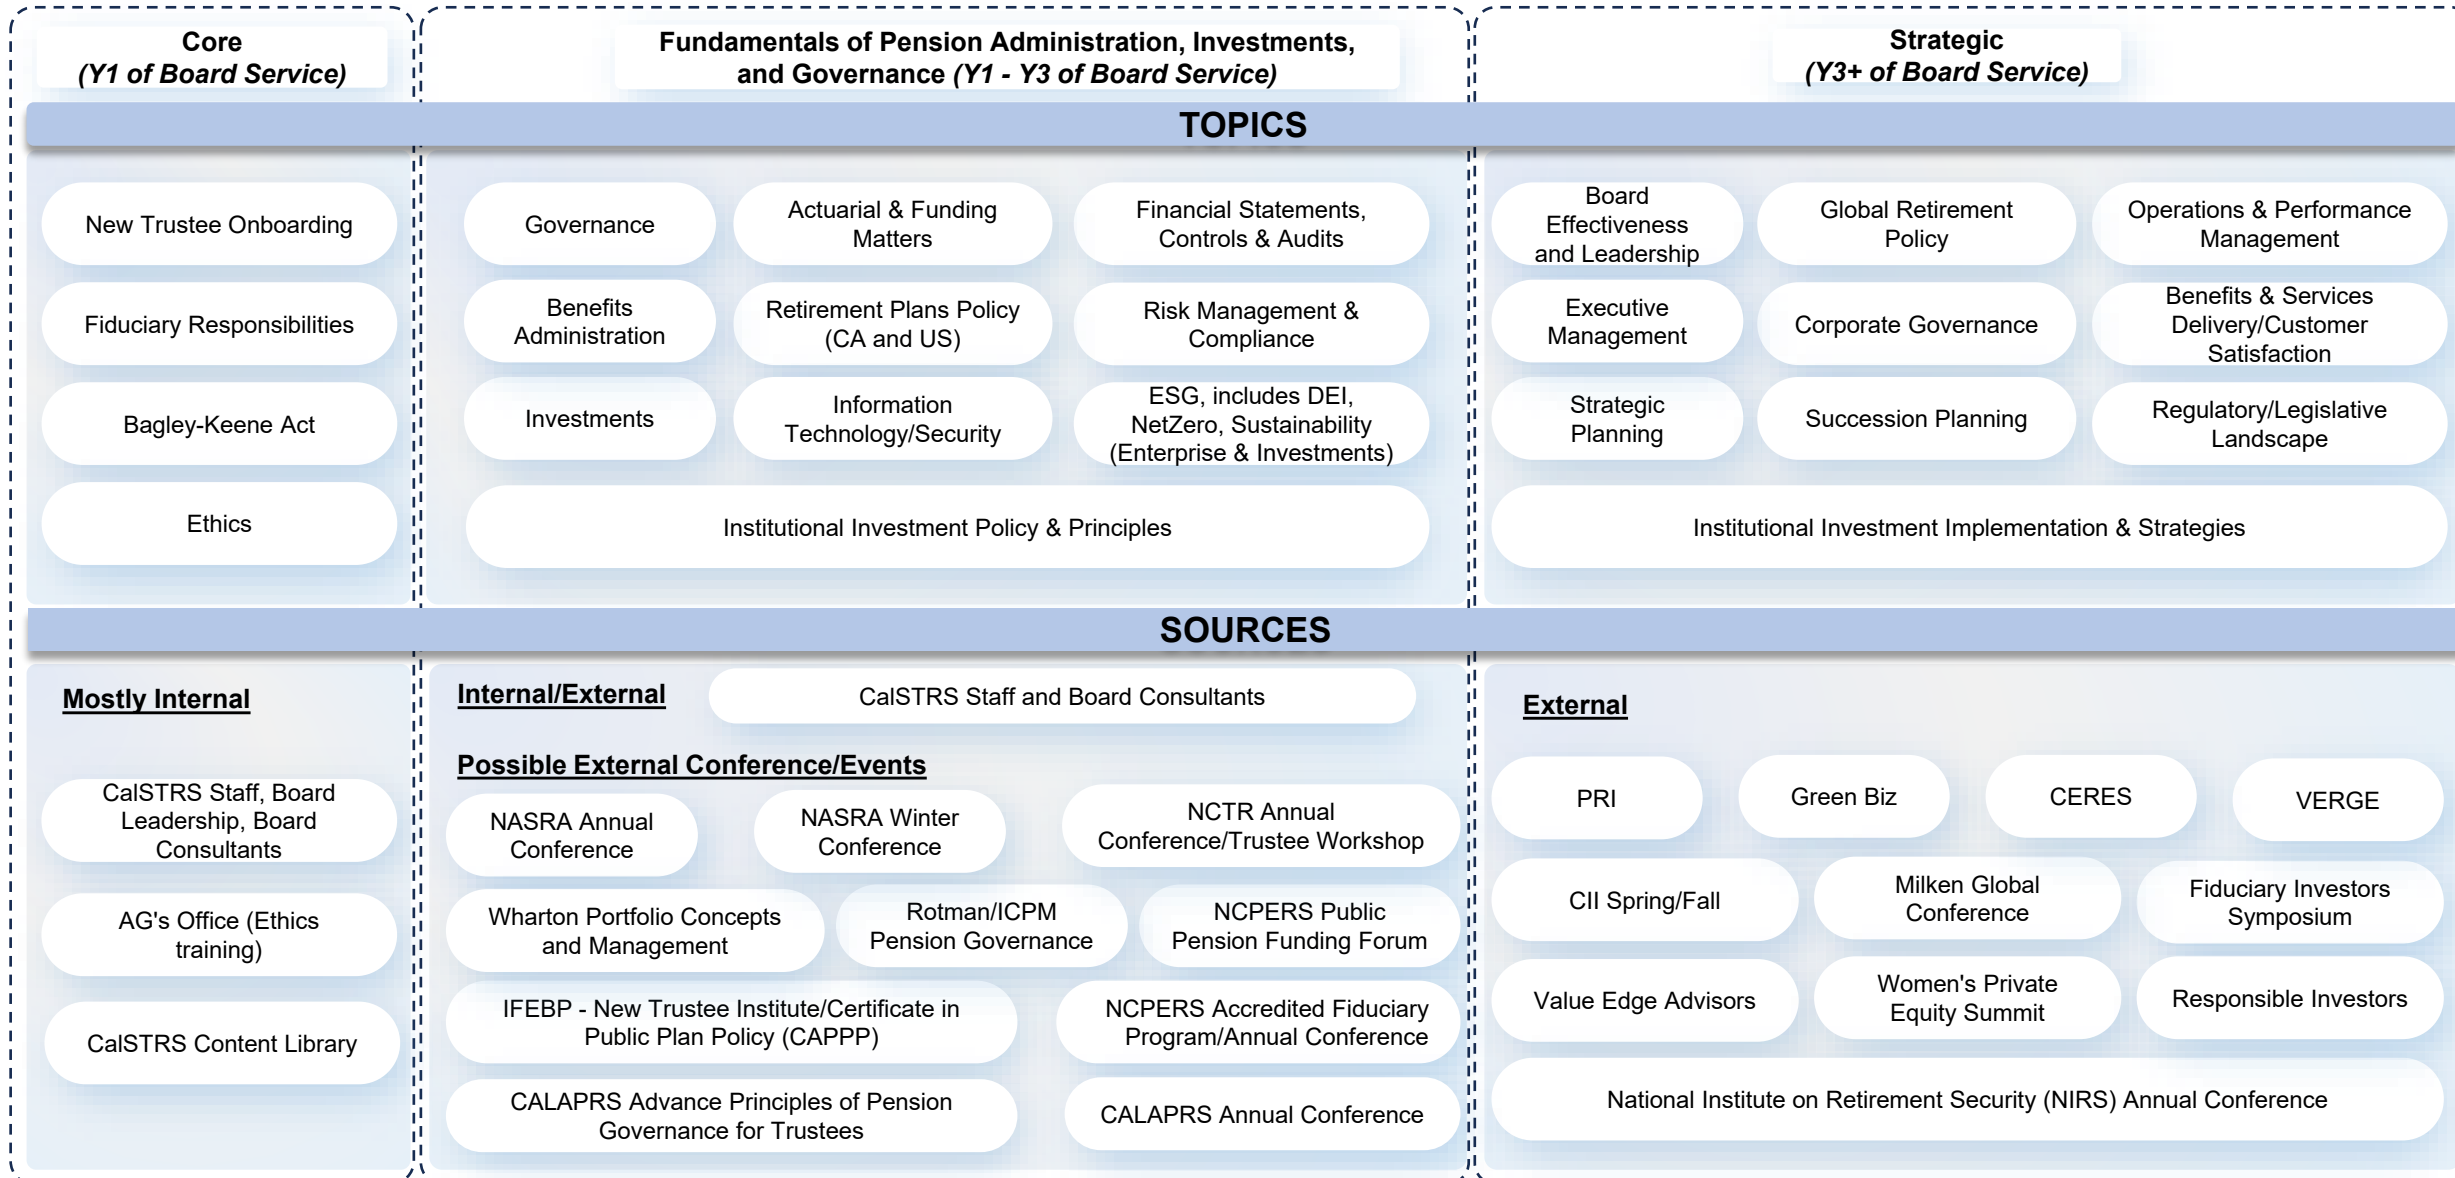 Core
(Y1 of Board Service)
Fundamentals of Pension Administration, Investments,
and Governance (Y1 - Y3 of Board Service)
Strategic
(Y3+ of Board Service)
TOPICS
New Trustee Onboarding
Fiduciary Responsibilities
Bagley-Keene Act
Ethics
Governance
Actuarial & Funding
Matters
Financial Statements,
Controls & Audits
Benefits
Administration
Retirement Plans Policy
(CA and US)
Risk Management &
Compliance
Investments
Information
Technology/Security
ESG, includes DEI,
NetZero, Sustainability
(Enterprise & Investments)
Institutional Investment Policy & Principles
Board
Effectiveness
and Leadership
Global Retirement
Policy
Operations & Performance
Management
Executive
Management
Corporate Governance
Benefits & Services
Delivery/Customer
Satisfaction
Strategic
Planning
Succession Planning
Regulatory/Legislative
Landscape
Institutional Investment Implementation & Strategies
SOURCES
Mostly Internal
CalSTRS Staff, Board
Leadership, Board
Consultants
AG's Office (Ethics
training)
CalSTRS Content Library
Internal/External
CalSTRS Staff and Board Consultants
Possible External Conference/Events
NASRA Annual
Conference
NASRA Winter
Conference
NCTR Annual
Conference/Trustee Workshop
Wharton Portfolio Concepts
and Management
Rotman/ICPM
Pension Governance
NCPERS Public
Pension Funding Forum
IFEBP - New Trustee Institute/Certificate in
Public Plan Policy (CAPPP)
NCPERS Accredited Fiduciary
Program/Annual Conference
CALAPRS Advance Principles of Pension
Governance for Trustees
CALAPRS Annual Conference
External
PRI
Green Biz
CERES
VERGE
CII Spring/Fall
Milken Global
Conference
Fiduciary Investors
Symposium
Value Edge Advisors
Women's Private
Equity Summit
Responsible Investors
National Institute on Retirement Security (NIRS) Annual Conference